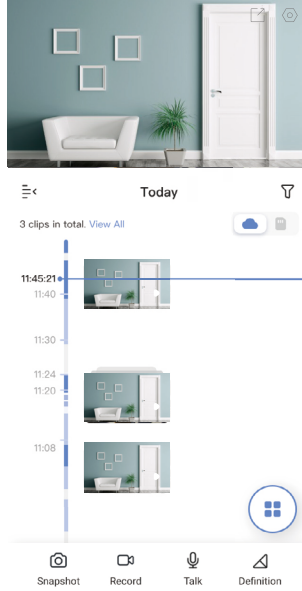 Today
3 clips in total. View All
11:45:21
11:40
11:30
11:24
11:20
11:08
Snapshot Record Talk Definition